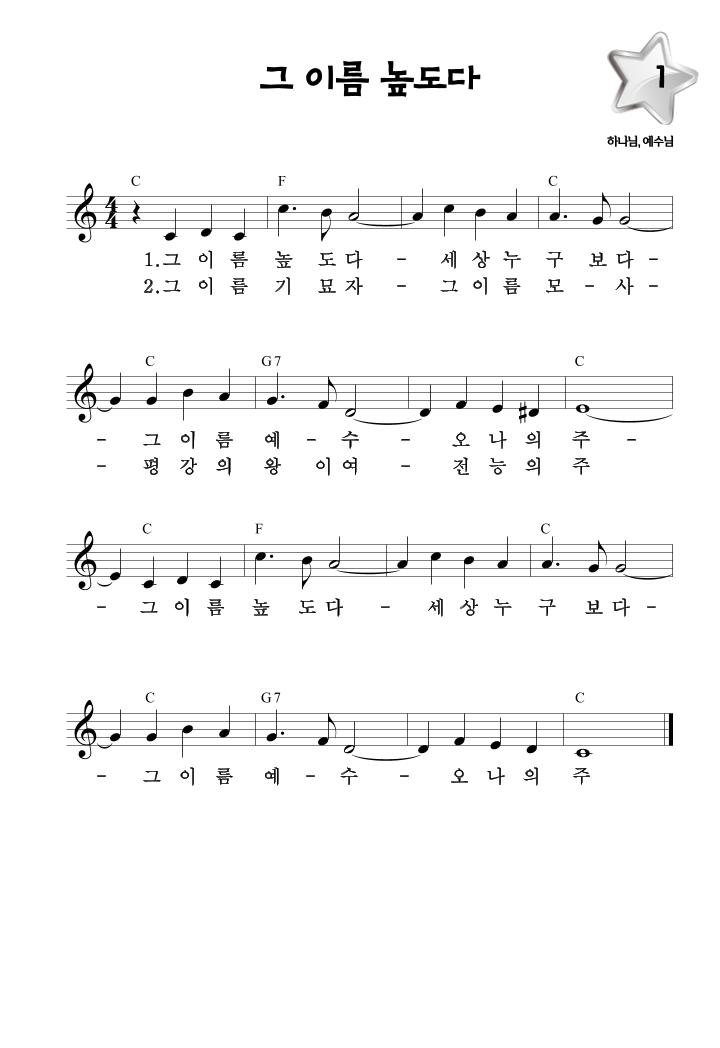 그 이름 높도다
1
하나님, 예수님
C F C
4
4
1.그 이 름 높 도 다 - 세 상 누 구 보 다 -
2.그 이 름 기 묘 자 - 그 이 름 모 - 사 -
C G7 C
- 그 이 름 예 - 수 - 오 나 의 주 -
- 평 강 의 왕 이 여 - 전 능 의 주
C F C
- 그 이 름 높 도 다 - 세 상 누 구 보 다 -
C G7 C
- 그 이 름 예 - 수 - 오 나 의 주